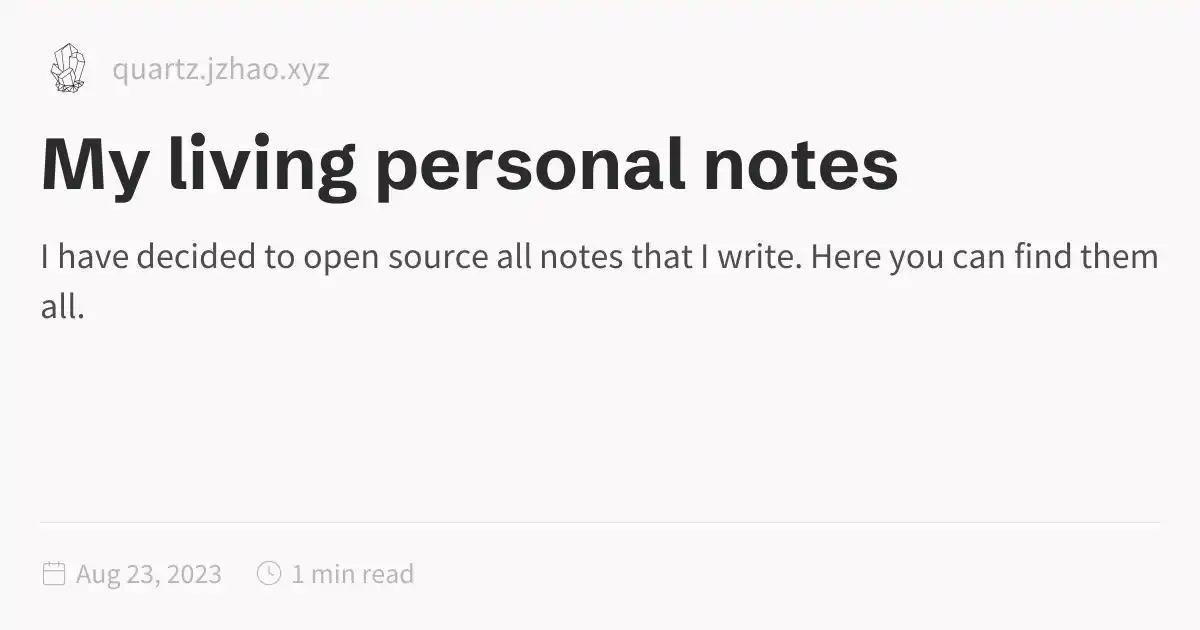 quartz.jzhao.xyz
My living personal notes
I have decided to open source all notes that I write. Here you can find them
all.
Aug 23, 2023 1 min read